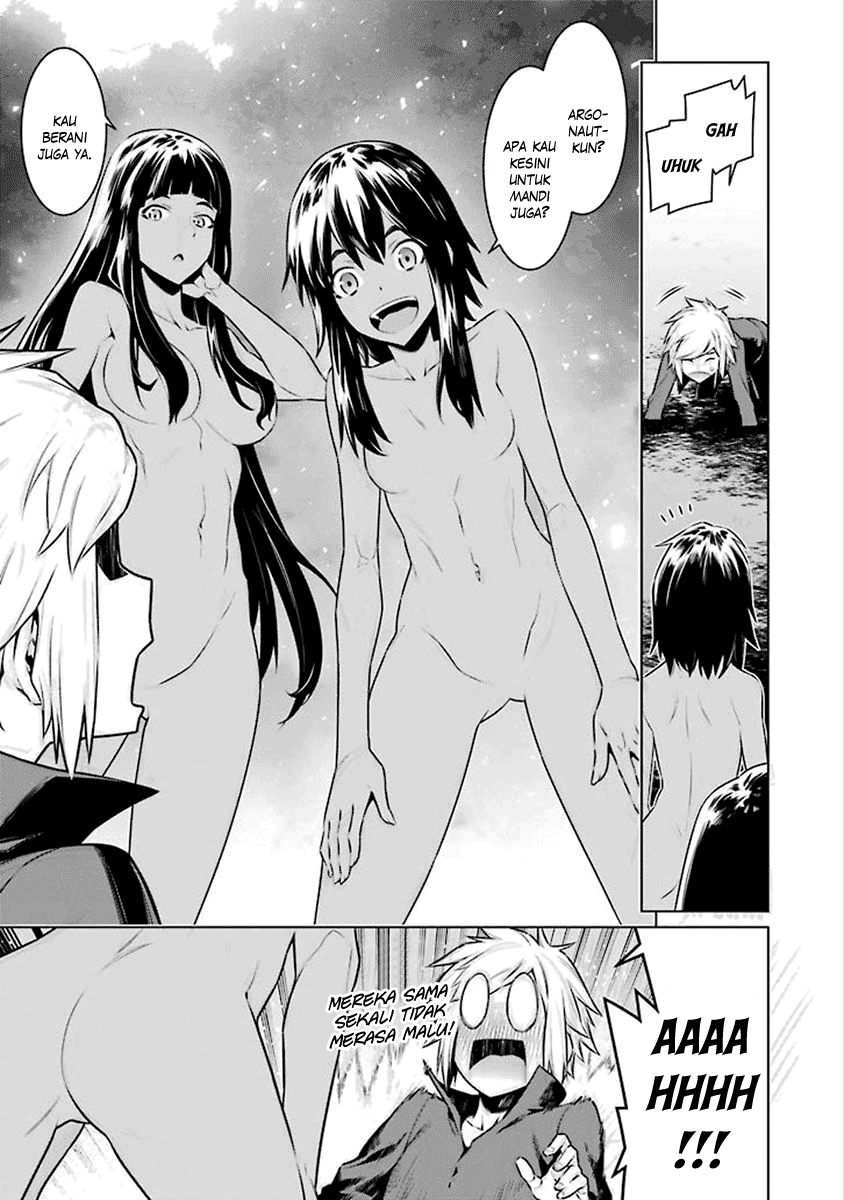 GAH
UHUK
ARGO-
NAUT-
KUN?
APA KAU
KESINI
UNTUK
MANDI
JUGA?
KAU
BERANI
JUGA YA.
AAAA
HHHH
!!!
MEREKA SAMA
SEKALI TIDAK
MERASA MALU!